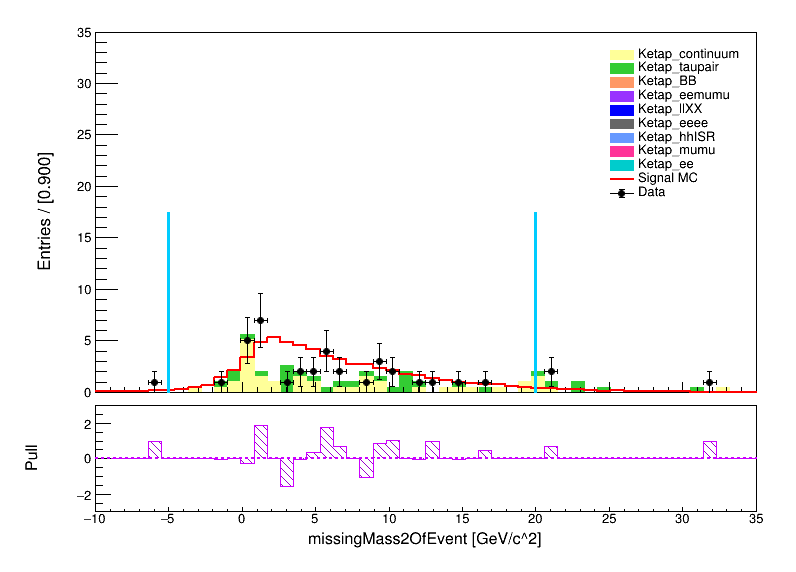 35
30
25
20
15
10
5
0
Entries / [0.900]
Ketap_continuum
Ketap_taupair
Ketap_BB
Ketap_eemumu
Ketap_llXX
Ketap_eeee
Ketap_hhISR
Ketap_mumu
Ketap_ee
Signal MC
Data
2
0
−2
Pull
−10 −5 0 5 10 15 20 25 30 35
missingMass2OfEvent [GeV/c^2]